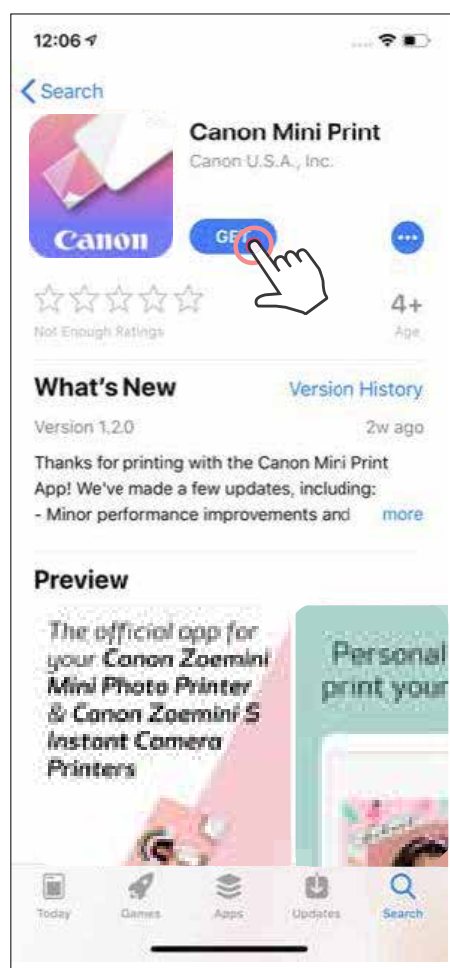 12:06
Search
Canon Mini Print
Canon U.S.A., Inc.
Canon
GET
Not Enough Ratings
4+
Age
What's New
Version History
Version 1.2.0
2w ago
Thanks for printing with the Canon Mini Print
App! We've made a few updates, including:
- Minor performance improvements and more
Preview
The official app for
your Canon Zoemini
Mini Photo Printer
& Canon Zoemini S
Instant Camera
Printers
Personal
print your
Today
Games
Apps
Updates
Search